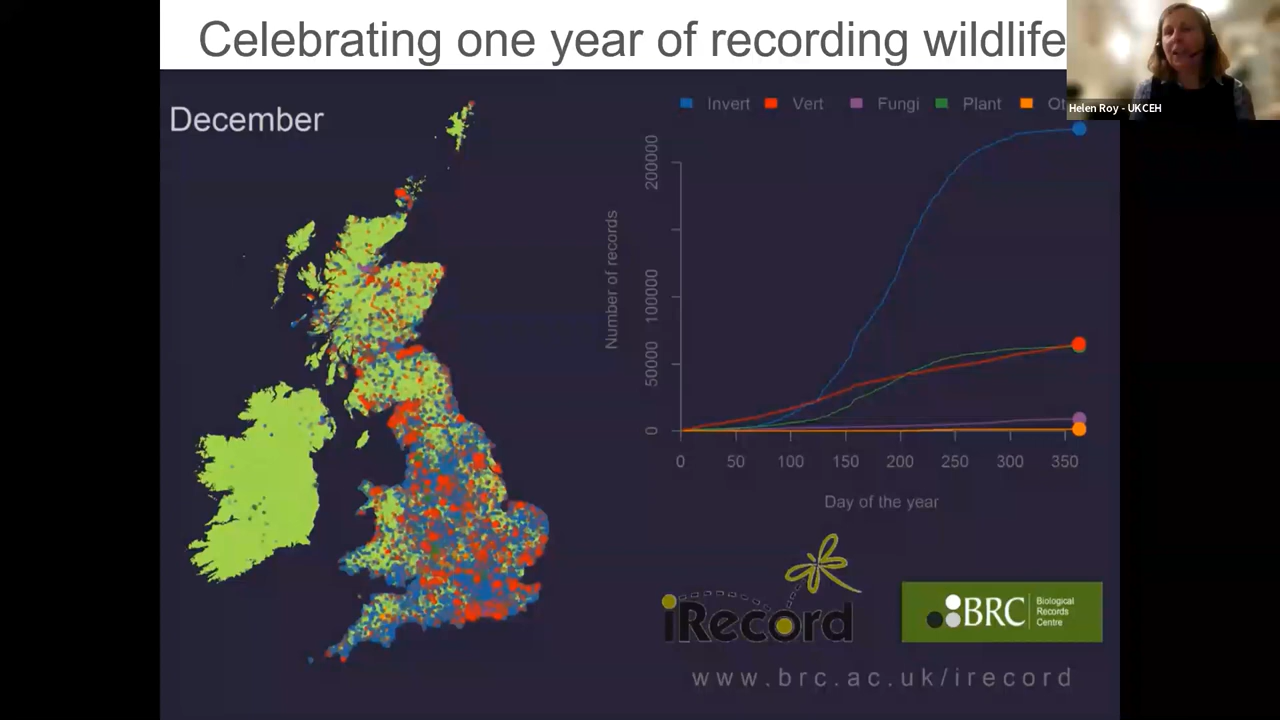 Celebrating one year of recording wildlife
Helen Roy - UKCEH
December
Invert
Vert
Fungi
Plant
Number of records
200000
100000
50000
0
0
50
100
150
200
250
300
350
Day of the year
iRecord
BRC
Biological
Records
Centre
www.brc.ac.uk/irecord